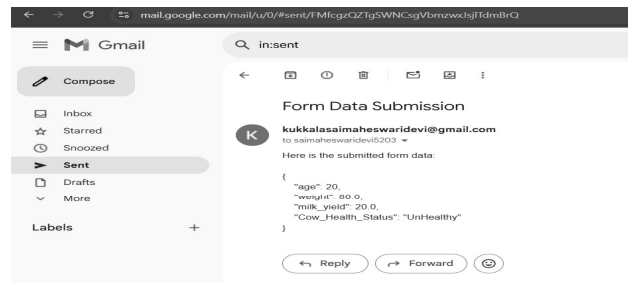 mail.google.com/mail/u/0/#sent/FMfcgzQZTgSWNCsgVbmzwxJsjlTdmBrQ
Gmail
in:sent
Compose
Inbox
Starred
Snoozed
Sent
Drafts
More
Labels
Form Data Submission
K
kukkalasaimaheswaridevi@gmail.com
to saimaheswaridevi5203
Here is the submitted form data:
{
"age": 20,
"weight": 80.0,
"milk_yield": 20.0,
"Cow_Health_Status": "UnHealthy"
}
Reply
Forward